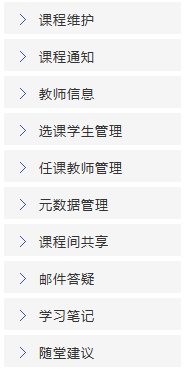 课程维护
课程通知
教师信息
选课学生管理
任课教师管理
元数据管理
课程间共享
邮件答疑
学习笔记
随堂建议